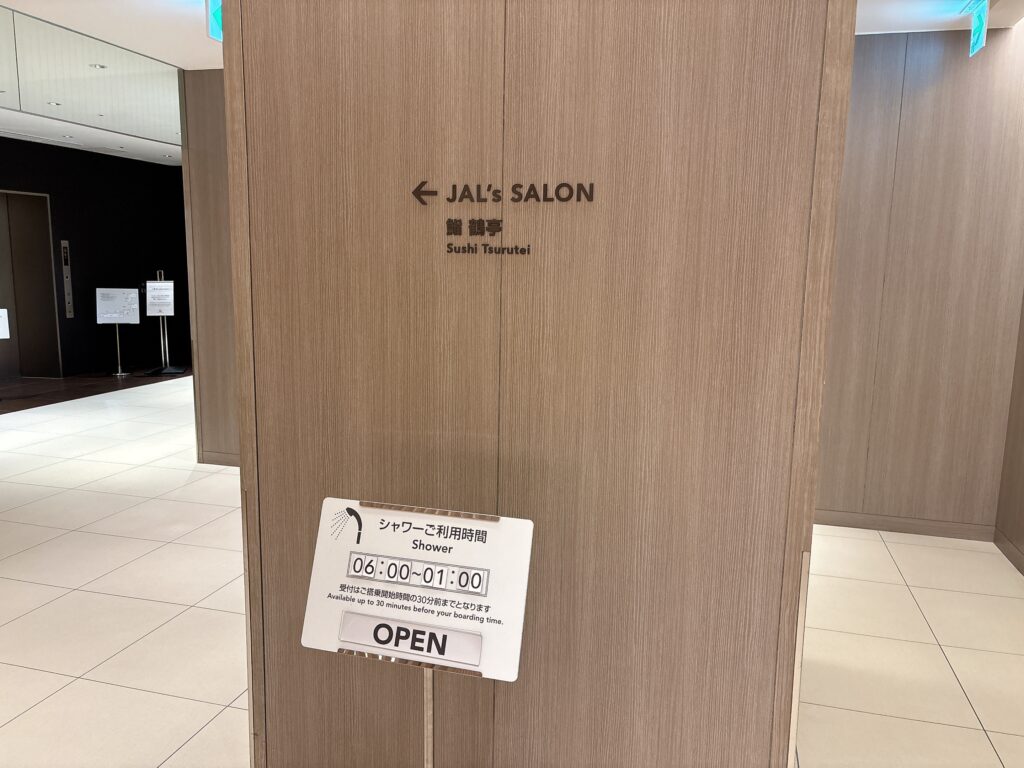 ← JAL's SALON
鮨 鶴亭
Sushi Tsurutei
シャワーご利用時間
Shower
06:00~01:00
受付はご搭乗開始時間の30分前までとなります
Available up to 30 minutes before your boarding time.
OPEN